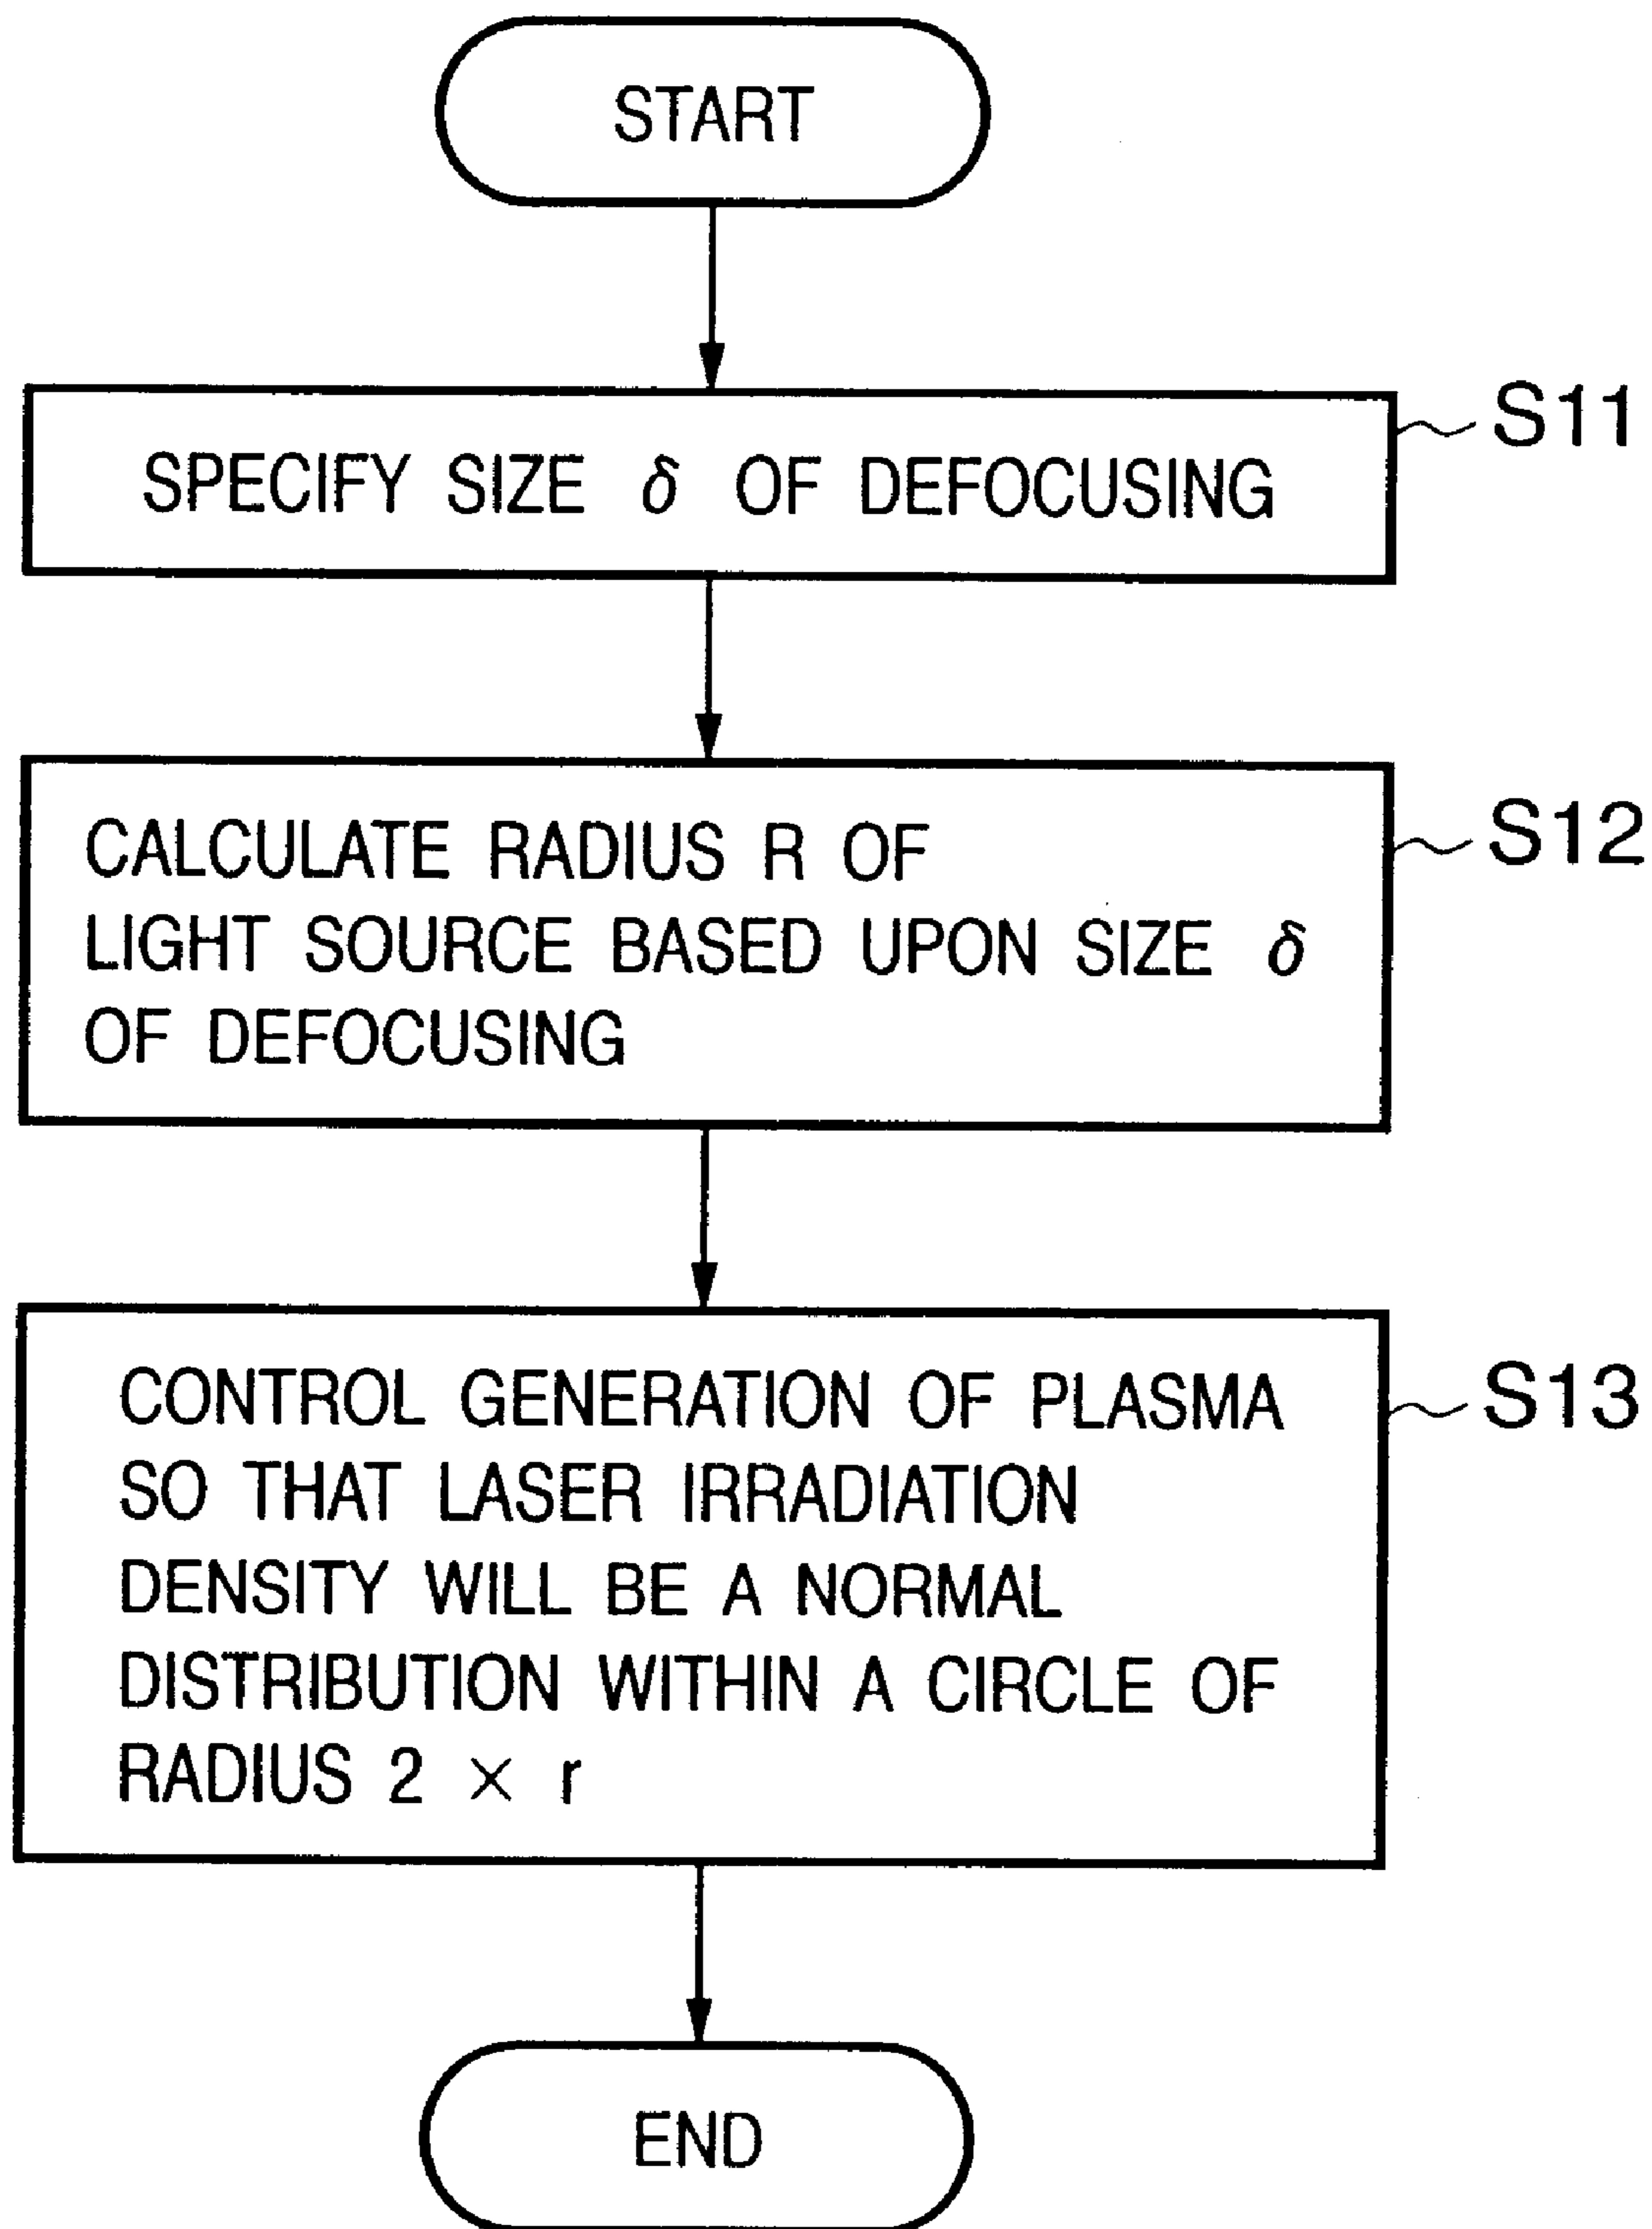 START
SPECIFY SIZE δ OF DEFOCUSING
S11
CALCULATE RADIUS R OF
LIGHT SOURCE BASED UPON SIZE δ
OF DEFOCUSING
S12
CONTROL GENERATION OF PLASMA
SO THAT LASER IRRADIATION
DENSITY WILL BE A NORMAL
DISTRIBUTION WITHIN A CIRCLE OF
RADIUS 2 × r
S13
END